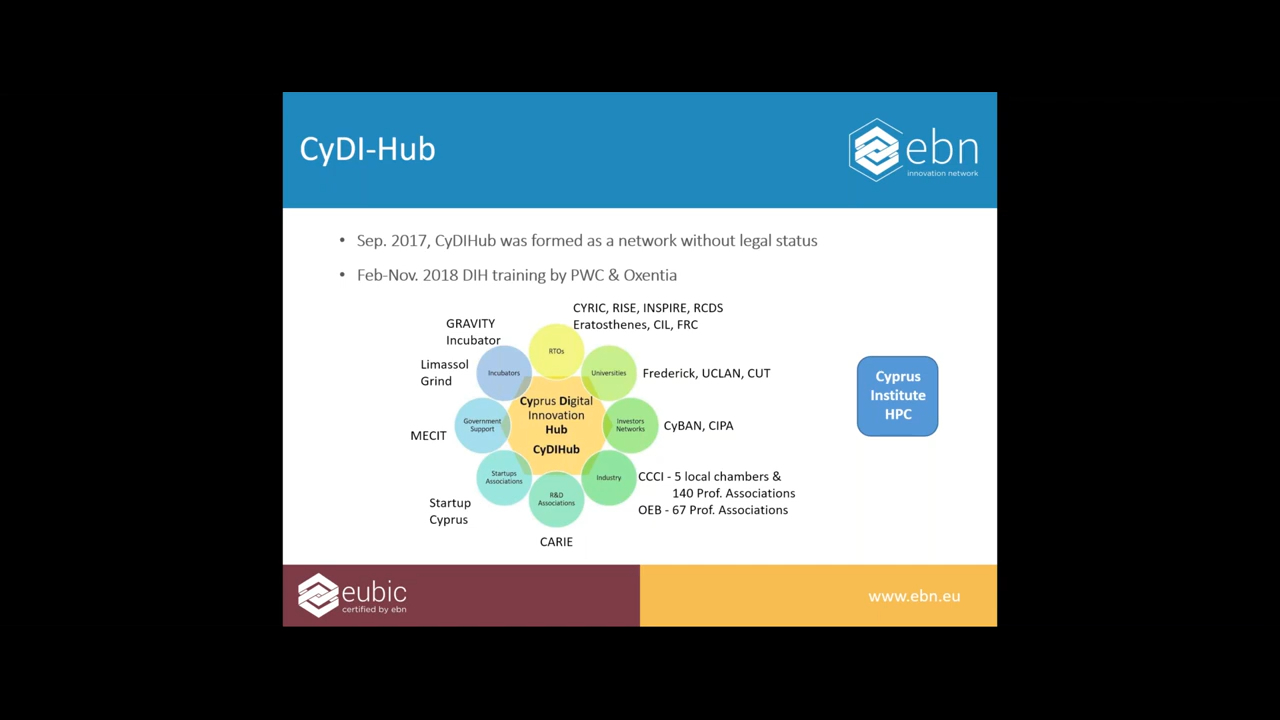 CyDI-Hub
ebn
innovation network
• Sep. 2017, CyDIHub was formed as a network without legal status
• Feb-Nov. 2018 DIH training by PWC & Oxentia
CYRIC, RISE, INSPIRE, RCDS
Eratosthenes, CIL, FRC
GRAVITY
Incubator
RTOs
Limassol
Grind
Incubators
Universities
Frederick, UCLAN, CUT
Cyprus
Institute
HPC
Cyprus Digital
Innovation
Hub
CyDIHub
Government
Support
MECIT
Investors
Networks
CyBAN, CIPA
Startups
Associations
Startup
Cyprus
R&D
Associations
CARIE
Industry
CCCI - 5 local chambers &
140 Prof. Associations
OEB - 67 Prof. Associations
eubic
certified by ebn
www.ebn.eu